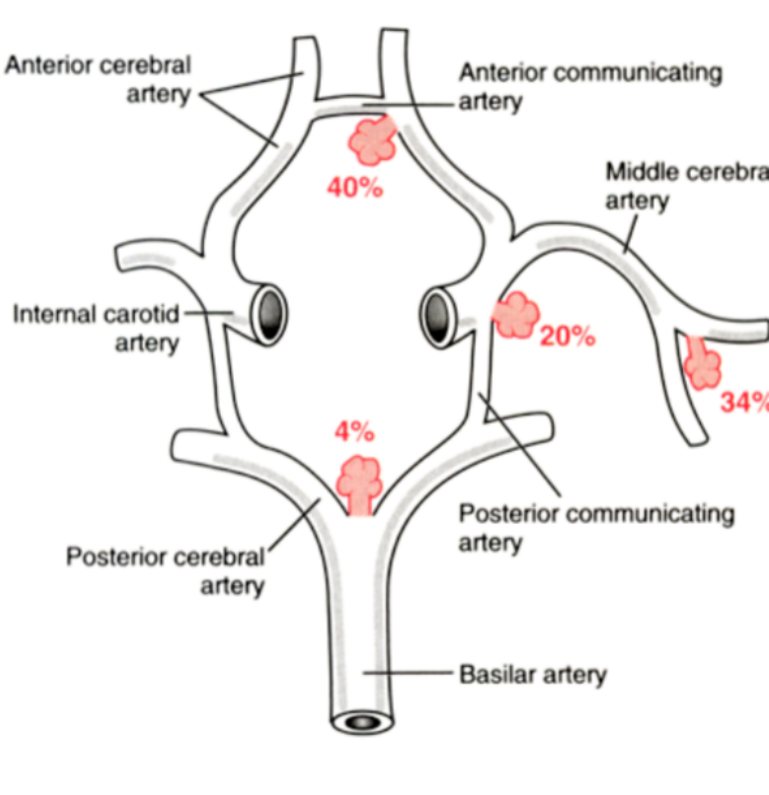 Anterior cerebral
artery
Anterior communicating
artery
40%
Middle cerebra
artery
Internal carotid
artery
20%
34%
4%
Posterior communicating
artery
Posterior cerebral
artery
Basilar artery